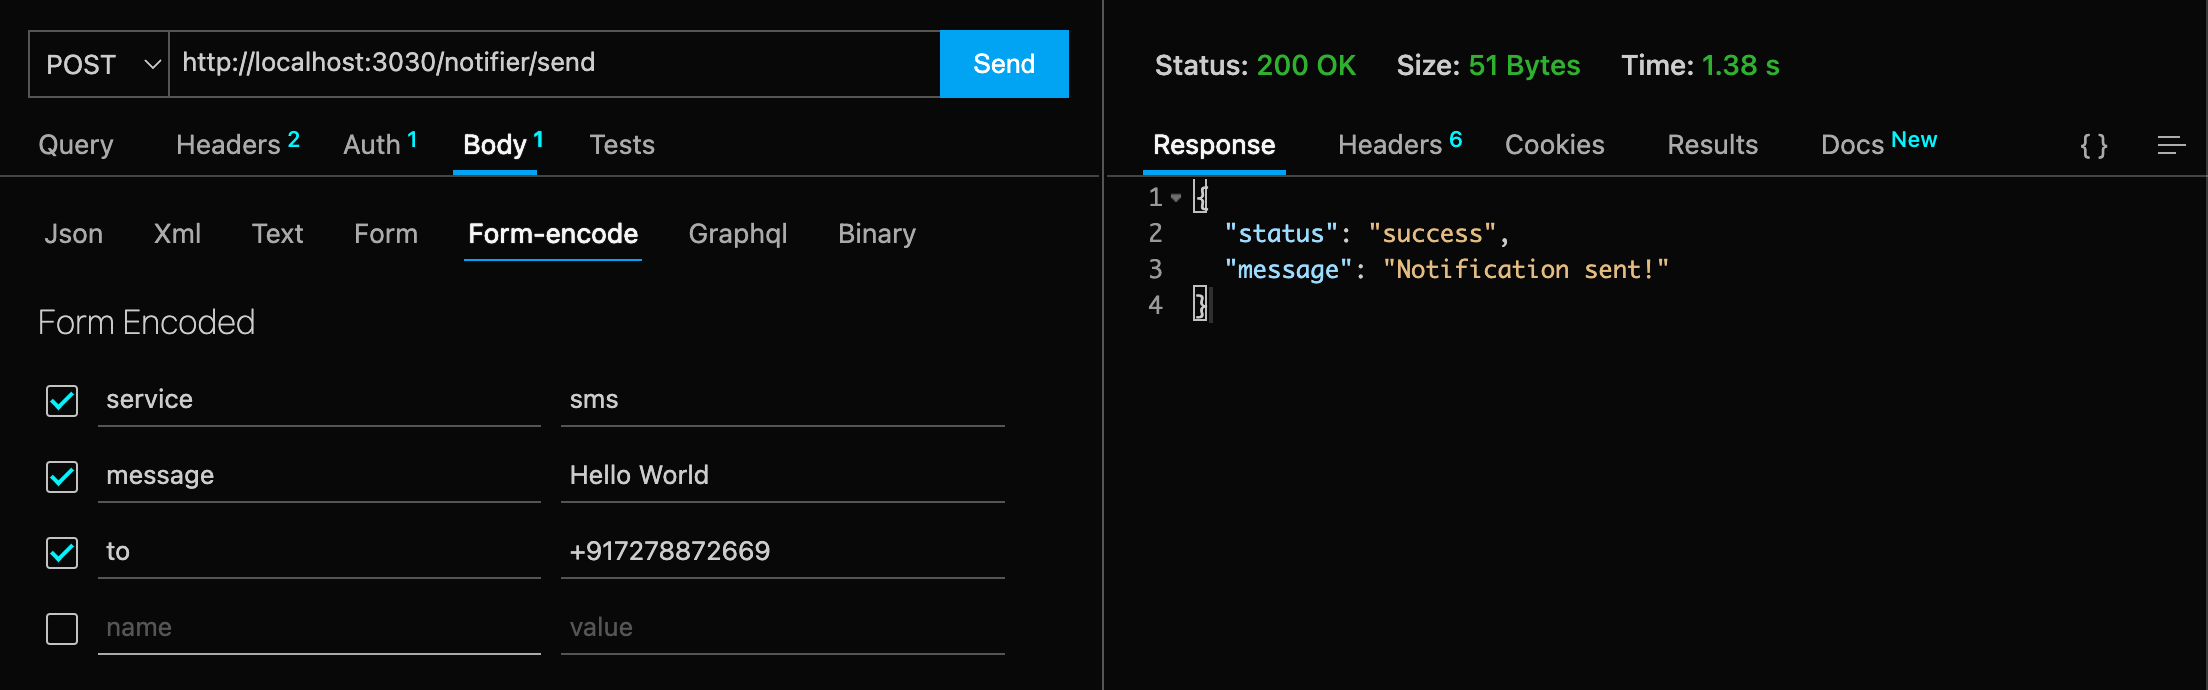 POST http://localhost:3030/notifier/send Send
Query Headers 2 Auth 1 Body 1 Tests
Json Xml Text Form Form-encode Graphql Binary
Form Encoded
service sms
message Hello World
to +917278872669
name value
Status: 200 OK Size: 51 Bytes Time: 1.38 s
Response Headers 6 Cookies Results Docs New { }
1 {
2 "status": "success",
3 "message": "Notification sent!"
4 }